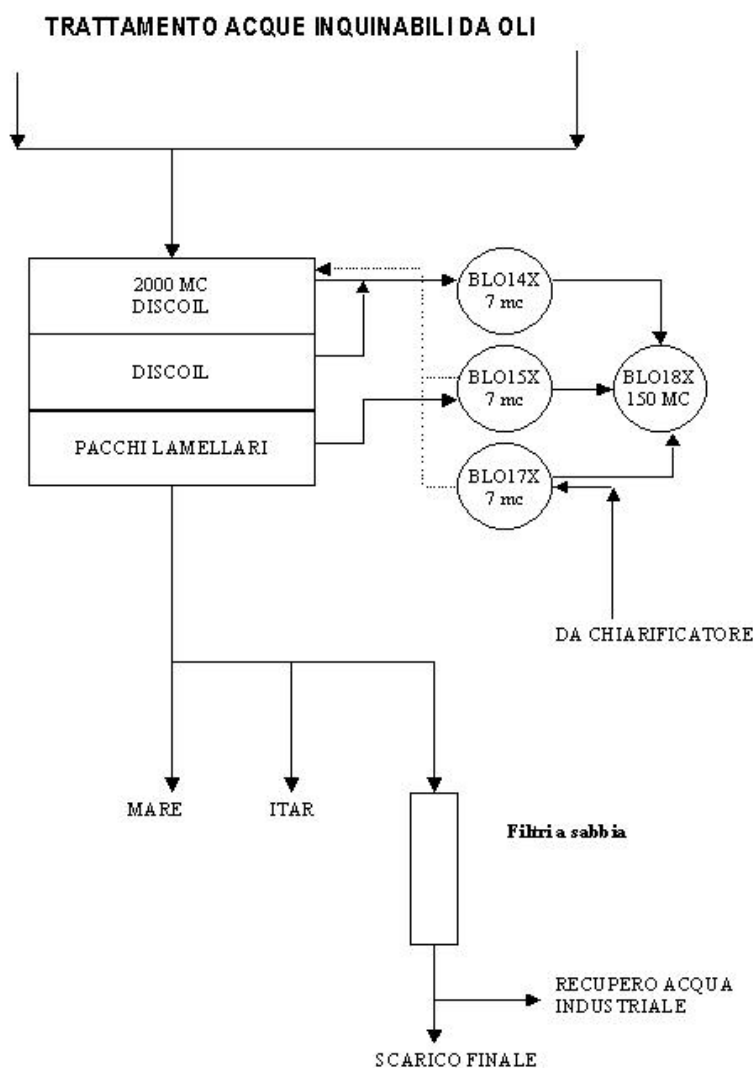 TRATTAMENTO ACQUE INQUINABILI DA OLI
2000 MC
DISCOIL
DISCOIL
PACCHI LAMELLARI
BLO14X
7 mc
BLO15X
7 mc
BLO18X
150 MC
BLO17X
7 mc
DA CHIARIFICATORE
MARE
ITAR
Filtri a sabbia
RECUPERO ACQUA
INDUSTRIALE
SCARICO FINALE